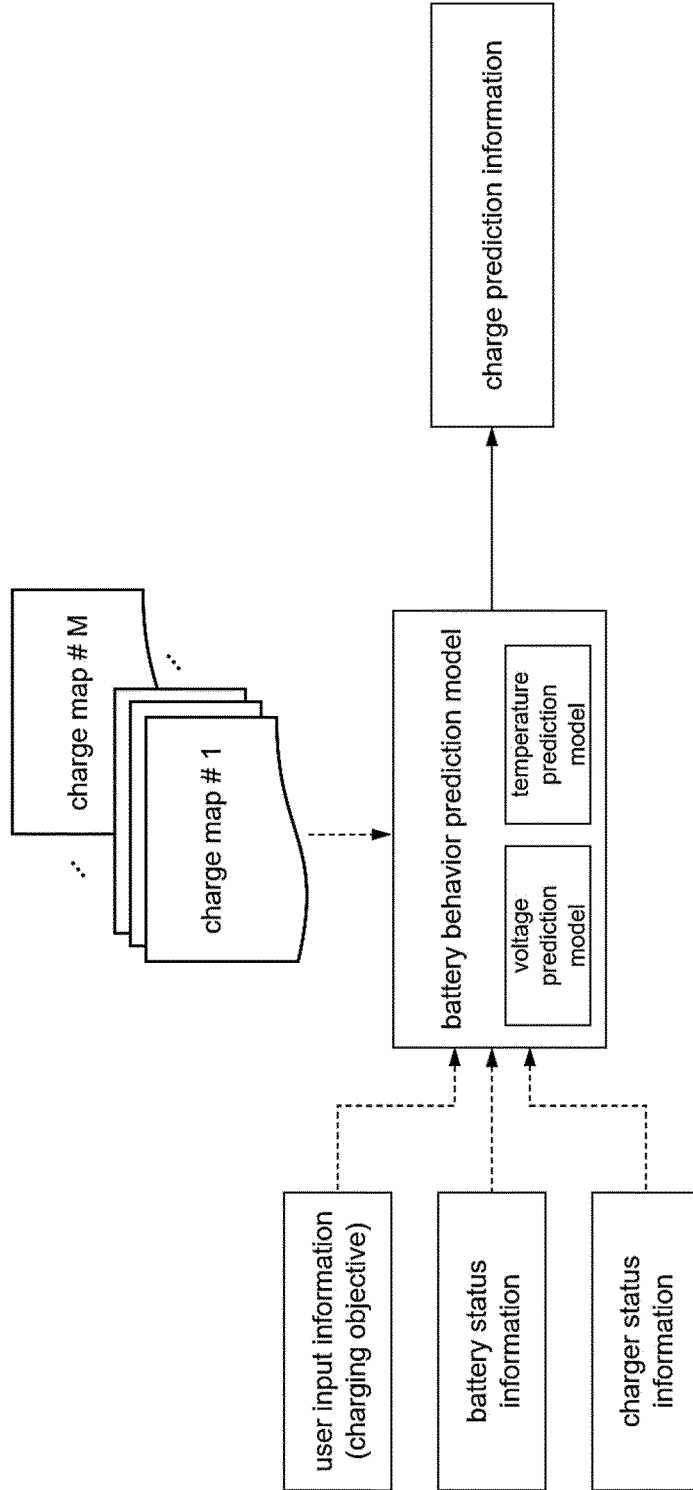 charge map # M
...
...
charge map # 1
user input information
(charging objective)
battery status
information
charger status
information
battery behavior prediction model
voltage
prediction
model
temperature
prediction
model
charge prediction information